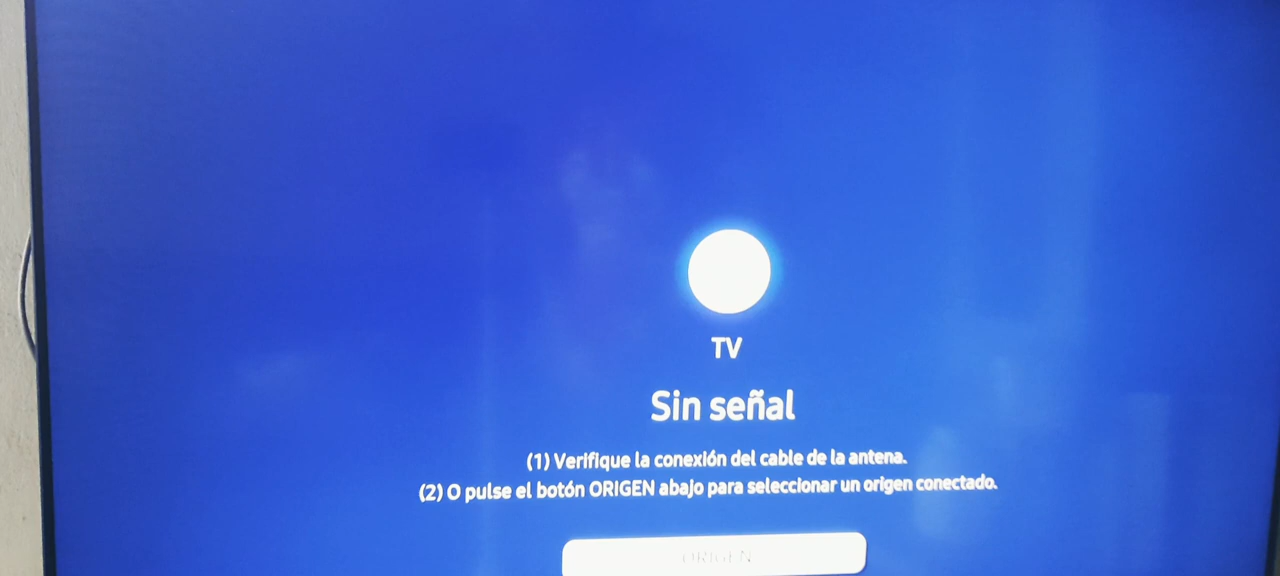 TV
Sin señal
(1) Verifique la conexión del cable de la antena.
(2) O pulse el botón ORIGEN abajo para seleccionar un origen conectado.
ORIGEN